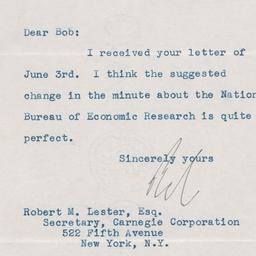 Dear Bob:
I received your letter of
June 3rd. I think the suggested
change in the minute about the Nation
Bureau of Economic Research is quite
perfect.
Sincerely yours
Robert M. Lester, Esq.
Secretary, Carnegie Corporation
522 Fifth Avenue
New York, N.Y.